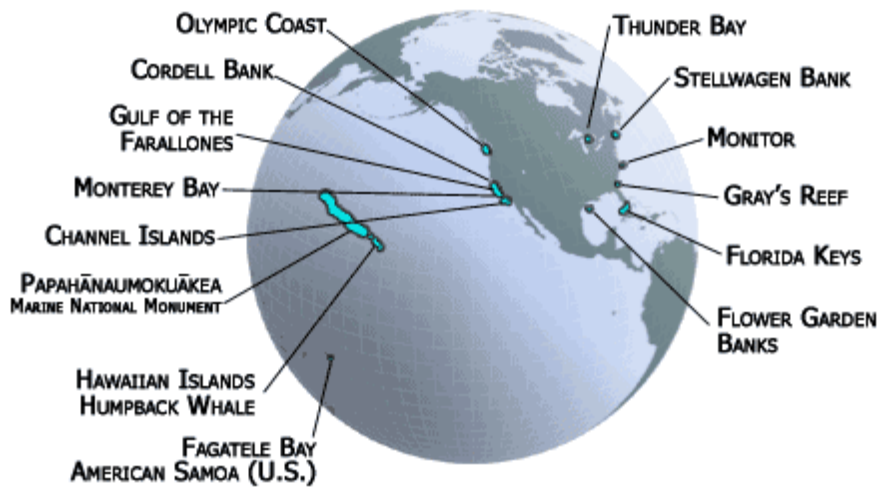 Olympic Coast
Cordell Bank
Gulf of the
Farallones
Monterey Bay
Channel Islands
Papahānaumokuākea
Marine National Monument
Hawaiian Islands
Humpback Whale
Fagatele Bay
American Samoa (U.S.)
Thunder Bay
Stellwagen Bank
Monitor
Gray's Reef
Florida Keys
Flower Garden
Banks